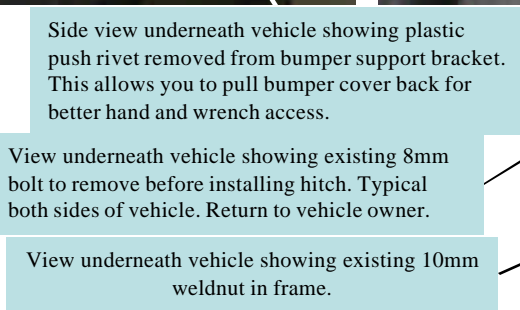 Side view underneath vehicle showing plastic
push rivet removed from bumper support bracket.
This allows you to pull bumper cover back for
better hand and wrench access.
View underneath vehicle showing existing 8mm
bolt to remove before installing hitch. Typical
both sides of vehicle. Return to vehicle owner.
View underneath vehicle showing existing 10mm
weldnut in frame.